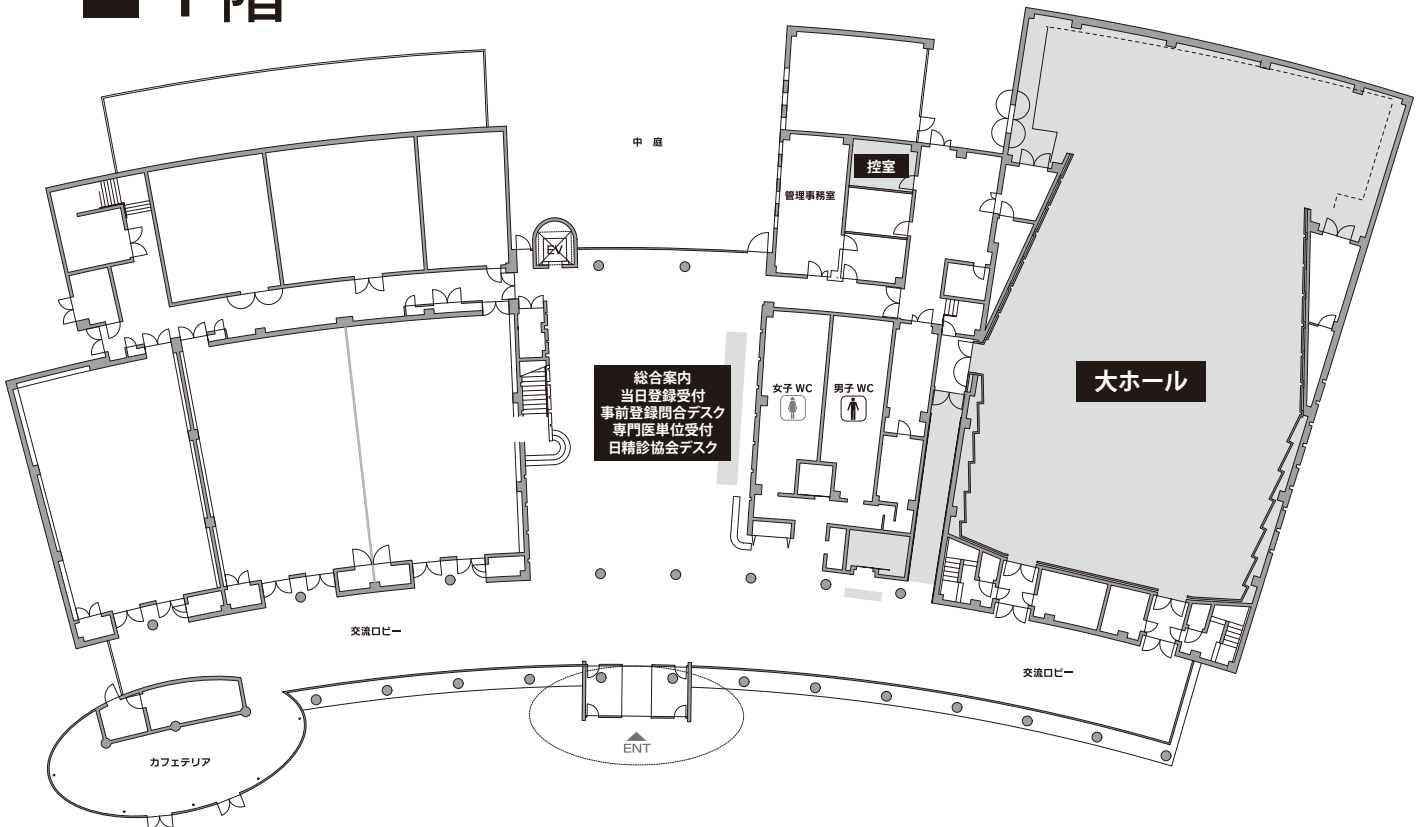 1階
中 庭
控室
管理事務室
EV
大ホール
総合案内
当日登録受付
事前登録問合デスク
専門医単位受付
日精診協会デスク
女子 WC
男子 WC
交流ロビー
交流ロビー
ENT
カフェテリア